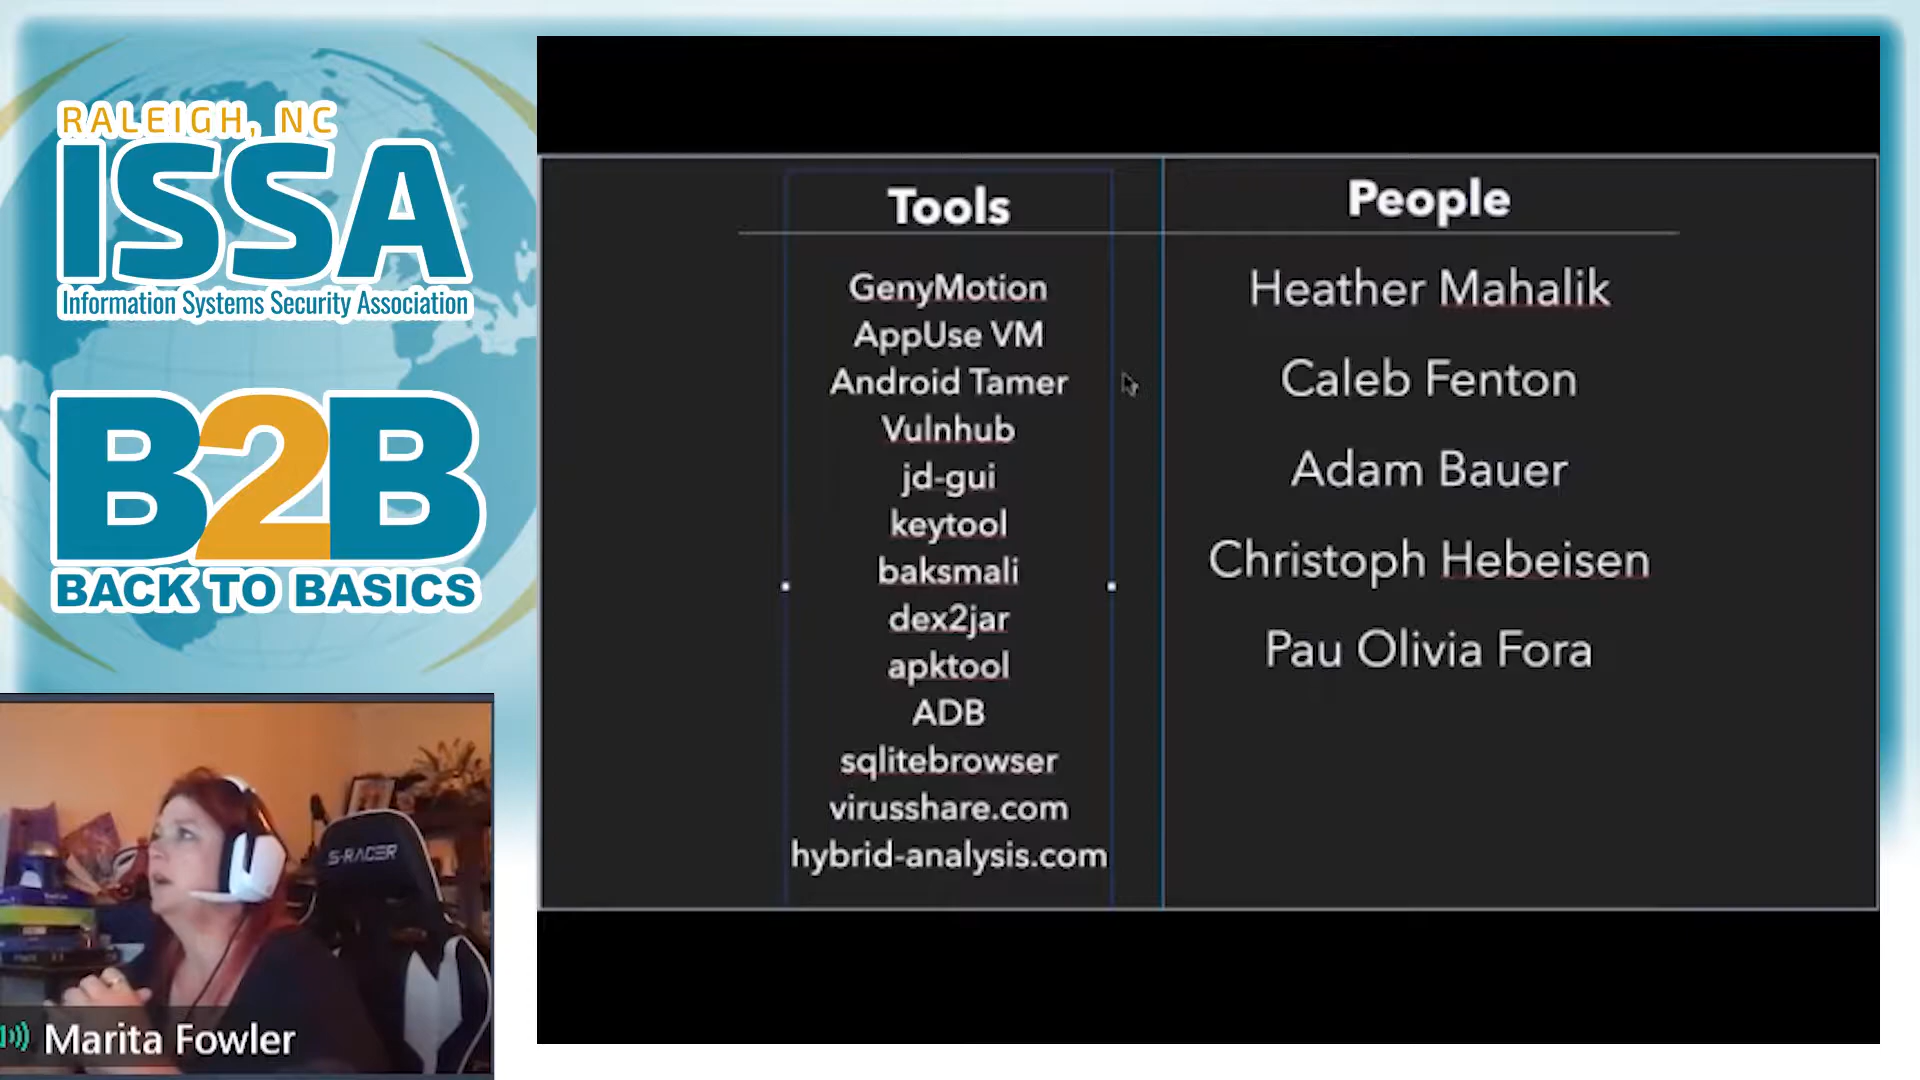 RALEIGH, NC
ISSA
Information Systems Security Association
B2B
BACK TO BASICS
Tools
GenyMotion
AppUse VM
Android Tamer
Vulnhub
jd-gui
keytool
baksmali
dex2jar
apktool
ADB
sqlitebrowser
virusshare.com
hybrid-analysis.com
People
Heather Mahalik
Caleb Fenton
Adam Bauer
Christoph Hebeisen
Pau Olivia Fora
S-RACER
Marita Fowler